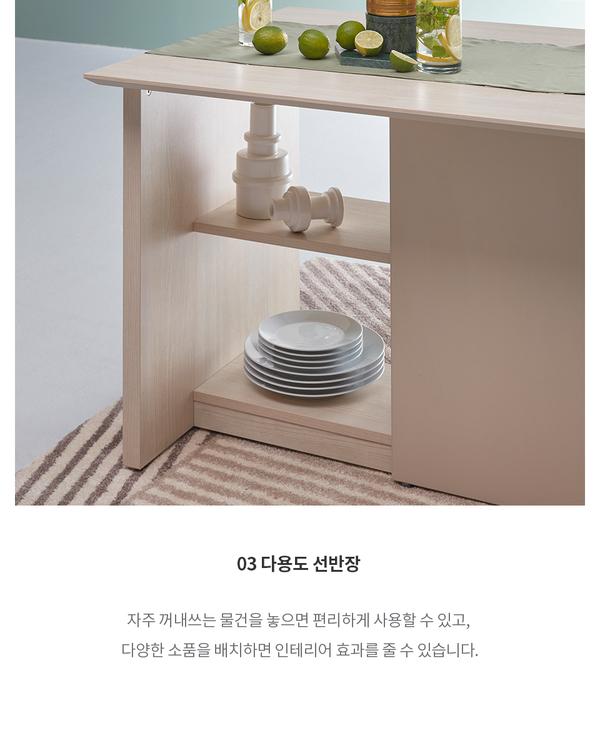 03 다용도 선반장
자주 꺼내쓰는 물건을 놓으면 편리하게 사용할 수 있고,
다양한 소품을 배치하면 인테리어 효과를 줄 수 있습니다.